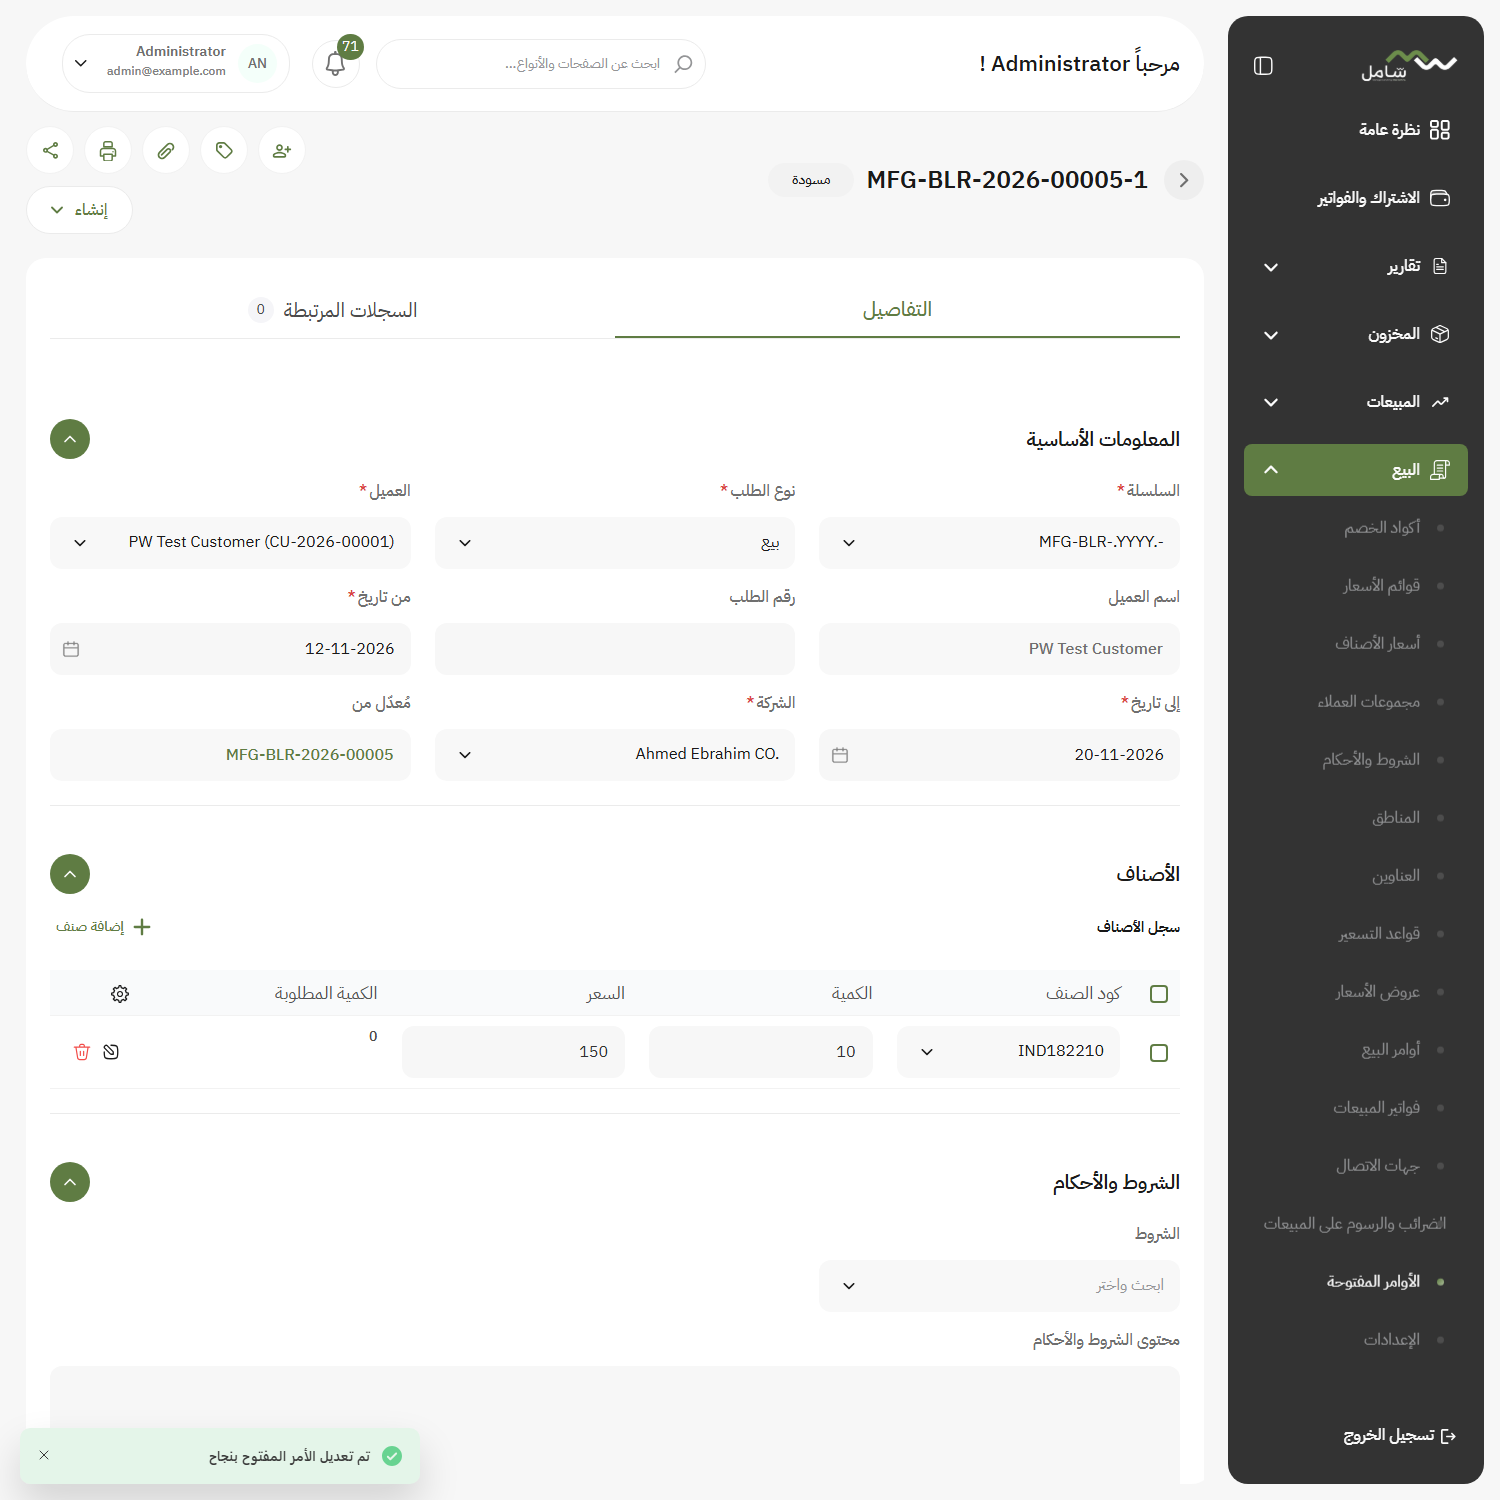 شامل
نظرة عامة
الاشتراك والفواتير
تقارير
المخزون
المبيعات
البيع
أكواد الخصم
قوائم الأسعار
أسعار الأصناف
مجموعات العملاء
الشروط والأحكام
المناطق
العناوين
قواعد التسعير
عروض الأسعار
أوامر البيع
فواتير المبيعات
جهات الاتصال
الضرائب والرسوم على المبيعات
الأوامر المفتوحة
الإعدادات
تسجيل الخروج
مرحباً Administrator !
ابحث عن الصفحات والأنواع...
71
AN
Administrator
admin@example.com
MFG-BLR-2026-00005-1
مسودة
إنشاء
التفاصيل
السجلات المرتبطة 0
المعلومات الأساسية
السلسلة *
نوع الطلب *
العميل *
MFG-BLR-.YYYY.-
بيع
PW Test Customer (CU-2026-00001)
اسم العميل
رقم الطلب
من تاريخ *
PW Test Customer
12-11-2026
إلى تاريخ *
الشركة *
مُعدّل من
20-11-2026
Ahmed Ebrahim CO.
MFG-BLR-2026-00005
الأصناف
سجل الأصناف
إضافة صنف
كود الصنف
الكمية
السعر
الكمية المطلوبة
IND182210
10
150
0
الشروط والأحكام
الشروط
ابحث واختر
محتوى الشروط والأحكام
تم تعديل الأمر المفتوح بنجاح